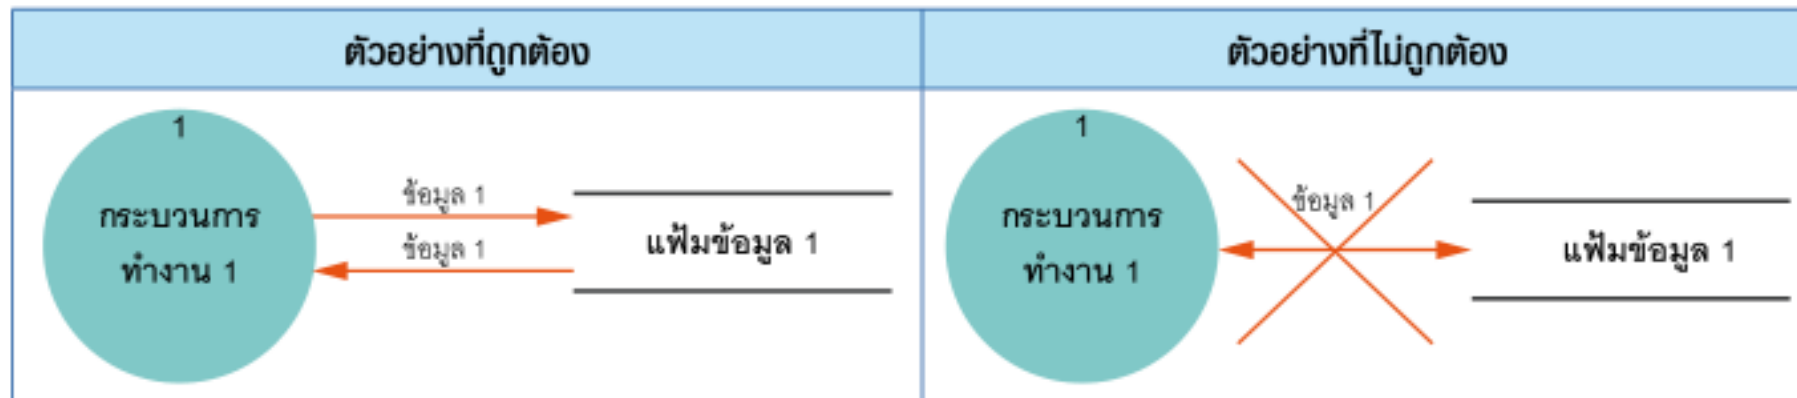 ตัวอย่างที่ถูกต้อง
ตัวอย่างที่ไม่ถูกต้อง
1
กระบวนการ
ทำงาน 1
ข้อมูล 1
ข้อมูล 1
แฟ้มข้อมูล 1
1
กระบวนการ
ทำงาน 1
ข้อมูล 1
แฟ้มข้อมูล 1